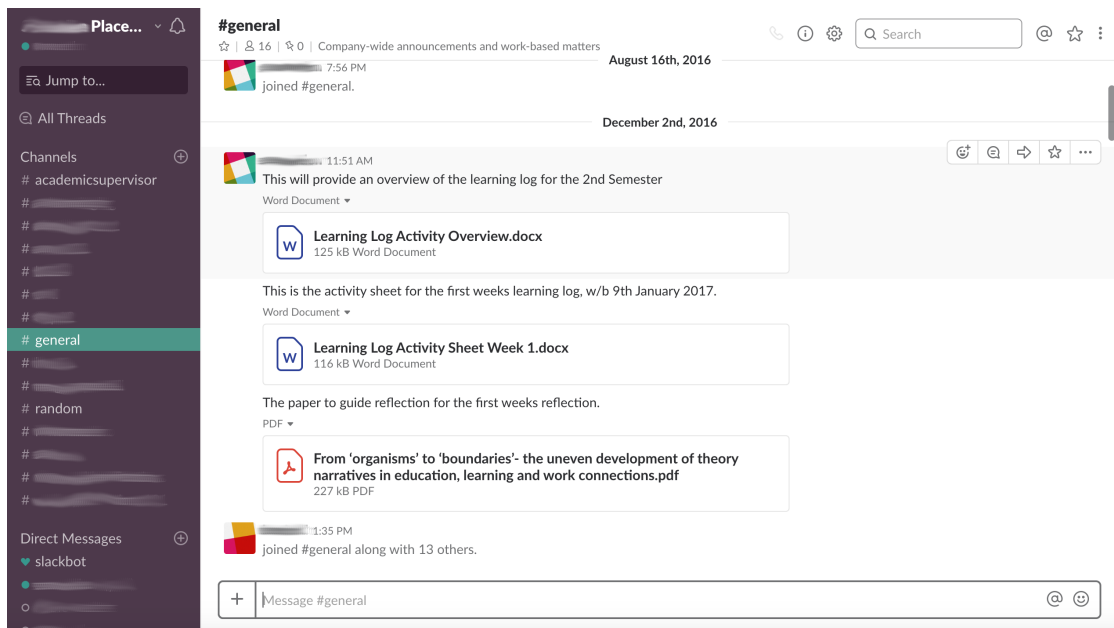 Place...
Jump to...
All Threads
Channels
# academicsupervisor
#
#
#
#
#
#
# general
#
#
# random
#
#
#
#
Direct Messages
slackbot
#general
16 | 0 | Company-wide announcements and work-based matters
Search
August 16th, 2016
7:56 PM
joined #general.
December 2nd, 2016
11:51 AM
This will provide an overview of the learning log for the 2nd Semester
Word Document
W
Learning Log Activity Overview.docx
125 kB Word Document
This is the activity sheet for the first weeks learning log, w/b 9th January 2017.
Word Document
W
Learning Log Activity Sheet Week 1.docx
116 kB Word Document
The paper to guide reflection for the first weeks reflection.
PDF
From ‘organisms’ to ‘boundaries’- the uneven development of theory
narratives in education, learning and work connections.pdf
227 kB PDF
1:35 PM
joined #general along with 13 others.
Message #general